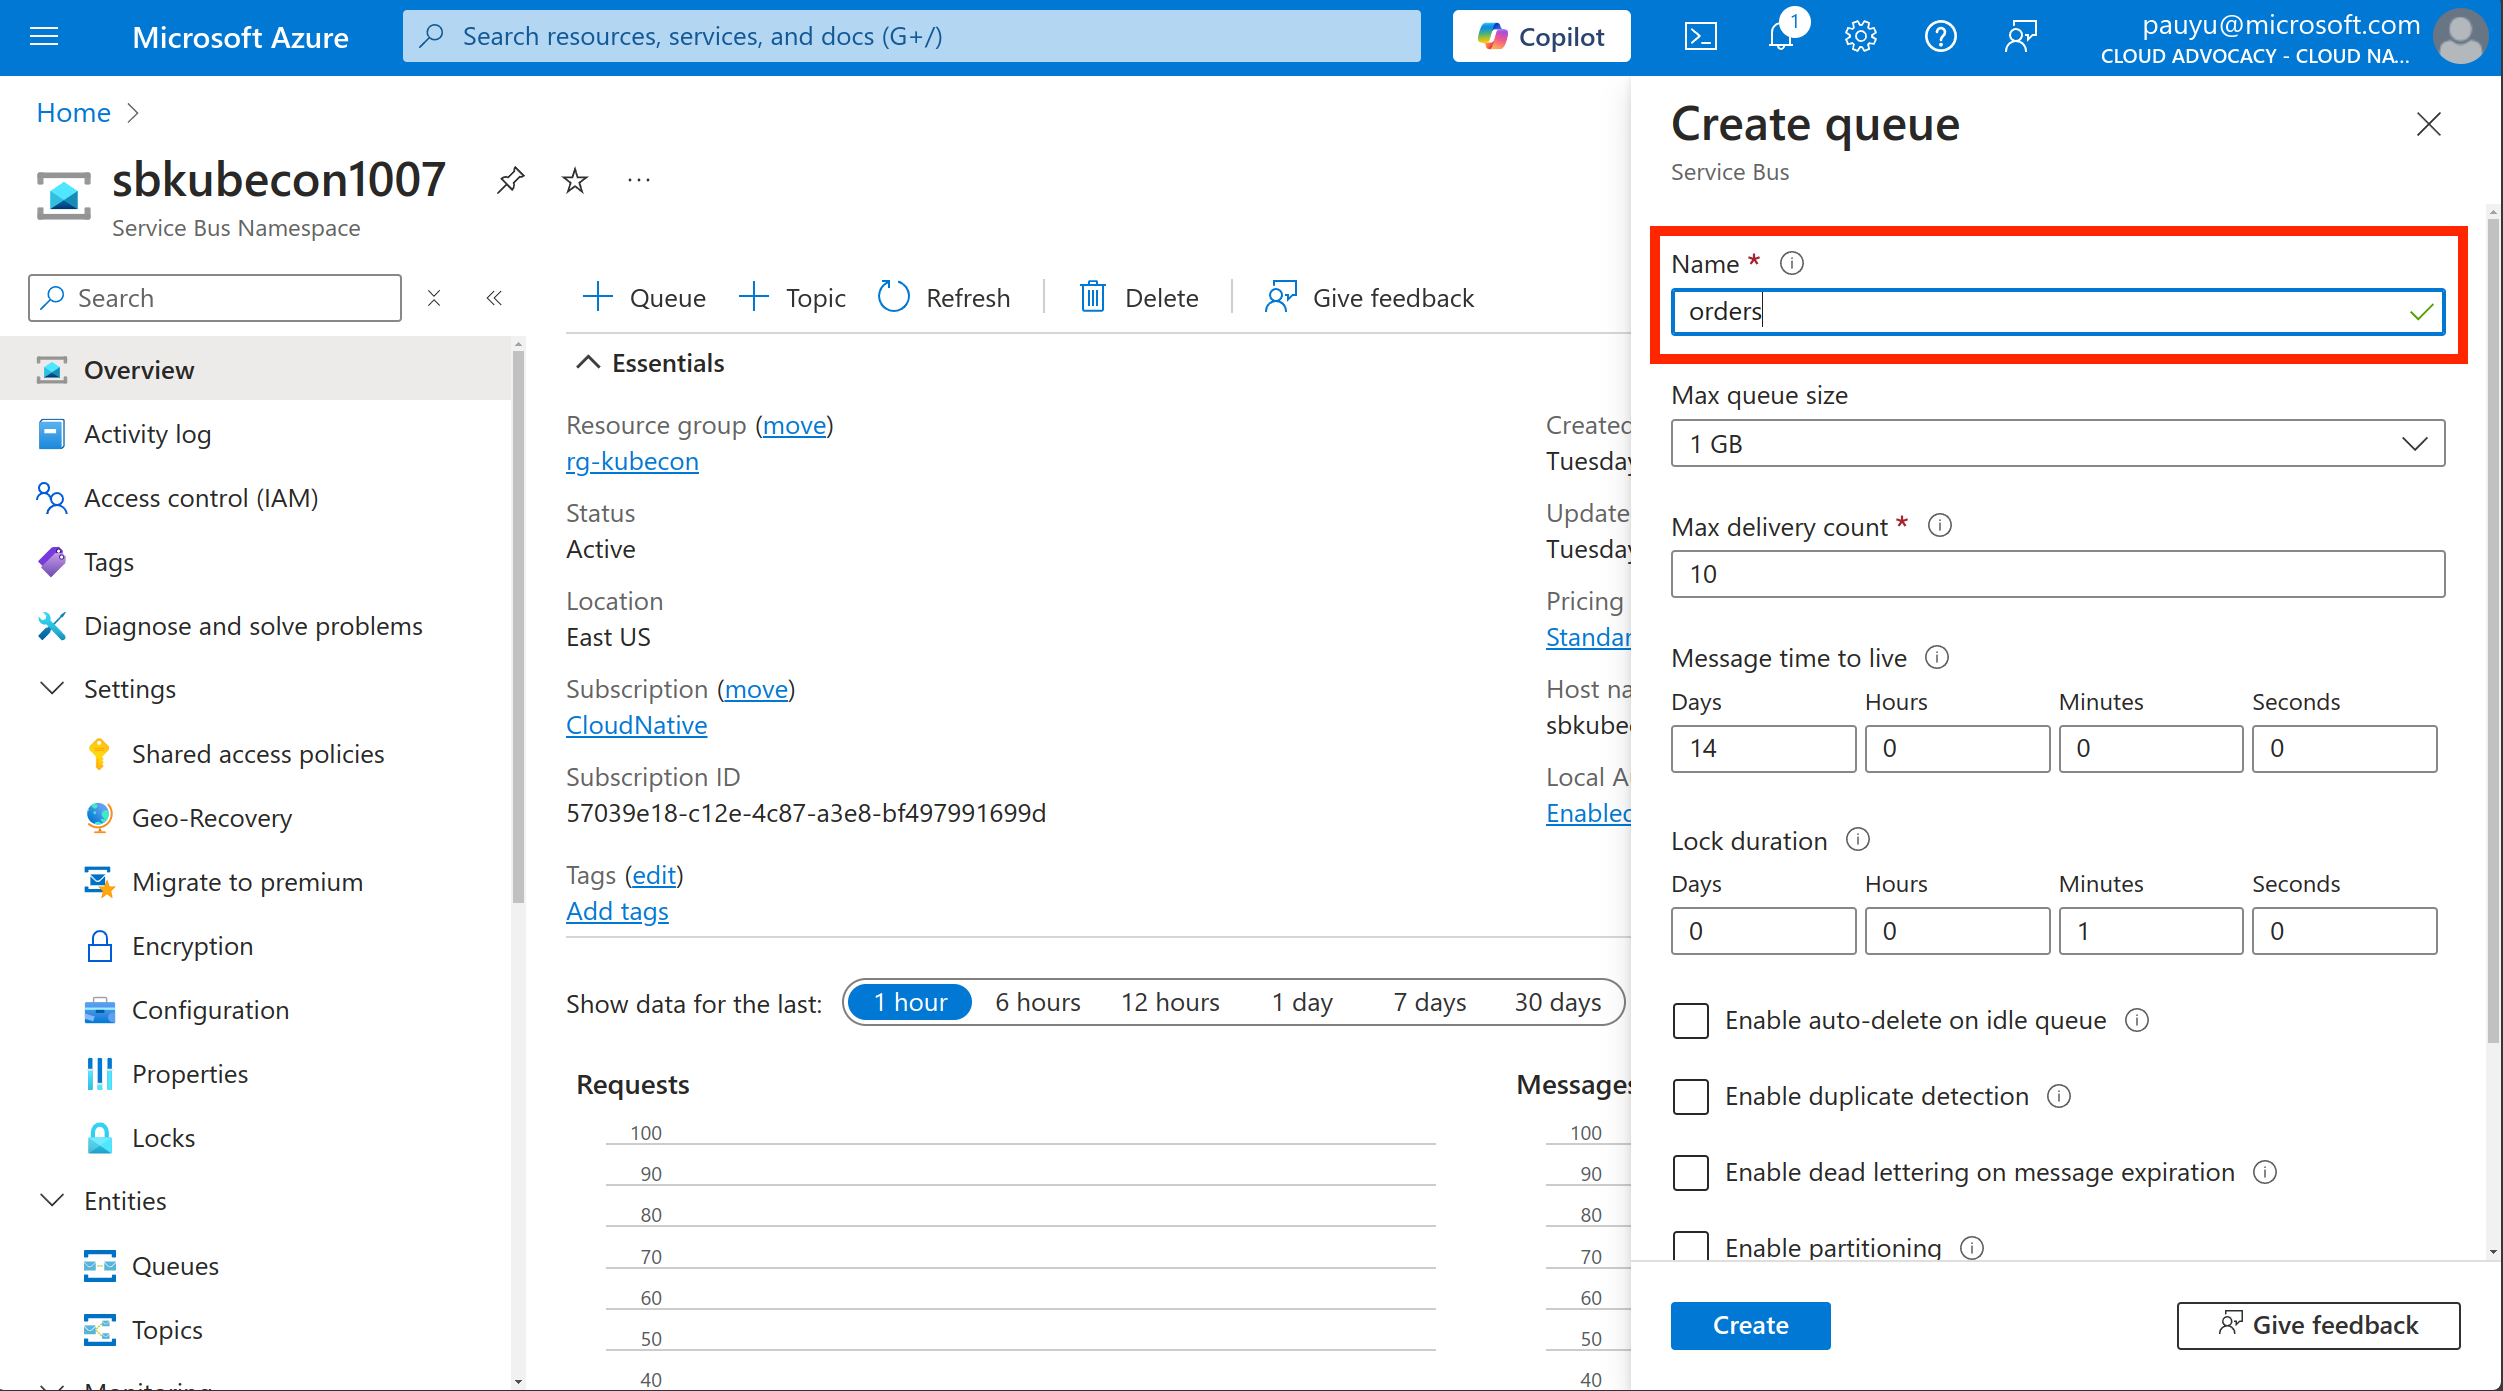 Microsoft Azure
Search resources, services, and docs (G+/)
Copilot
1
pauyu@microsoft.com
CLOUD ADVOCACY - CLOUD NA...
Home
sbkubecon1007
Service Bus Namespace
Search
Overview
Activity log
Access control (IAM)
Tags
Diagnose and solve problems
Settings
Shared access policies
Geo-Recovery
Migrate to premium
Encryption
Configuration
Properties
Locks
Entities
Queues
Topics
Queue
Topic
Refresh
Delete
Give feedback
Essentials
Resource group (move)
rg-kubecon
Status
Active
Location
East US
Subscription (move)
CloudNative
Subscription ID
57039e18-c12e-4c87-a3e8-bf497991699d
Tags (edit)
Add tags
Created
Tuesday
Update
Tuesday
Pricing
Standar
Host na
sbkubec
Local A
Enabled
Show data for the last:
1 hour
6 hours
12 hours
1 day
7 days
30 days
Requests
100
90
80
70
60
50
40
Messages
100
90
80
70
60
50
40
Create queue
Service Bus
Name *
orders
Max queue size
1 GB
Max delivery count *
10
Message time to live
Days Hours Minutes Seconds
14 0 0 0
Lock duration
Days Hours Minutes Seconds
0 0 1 0
Enable auto-delete on idle queue
Enable duplicate detection
Enable dead lettering on message expiration
Enable partitioning
Create
Give feedback